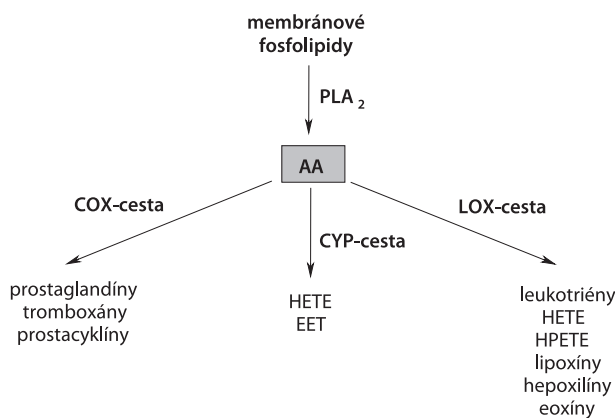 membránové
fosfolipidy
PLA 2
AA
COX-cesta
LOX-cesta
CYP-cesta
prostaglandíny
tromboxány
prostacyklíny
HETE
EET
leukotriény
HETE
HPETE
lipoxíny
hepoxilíny
eoxíny